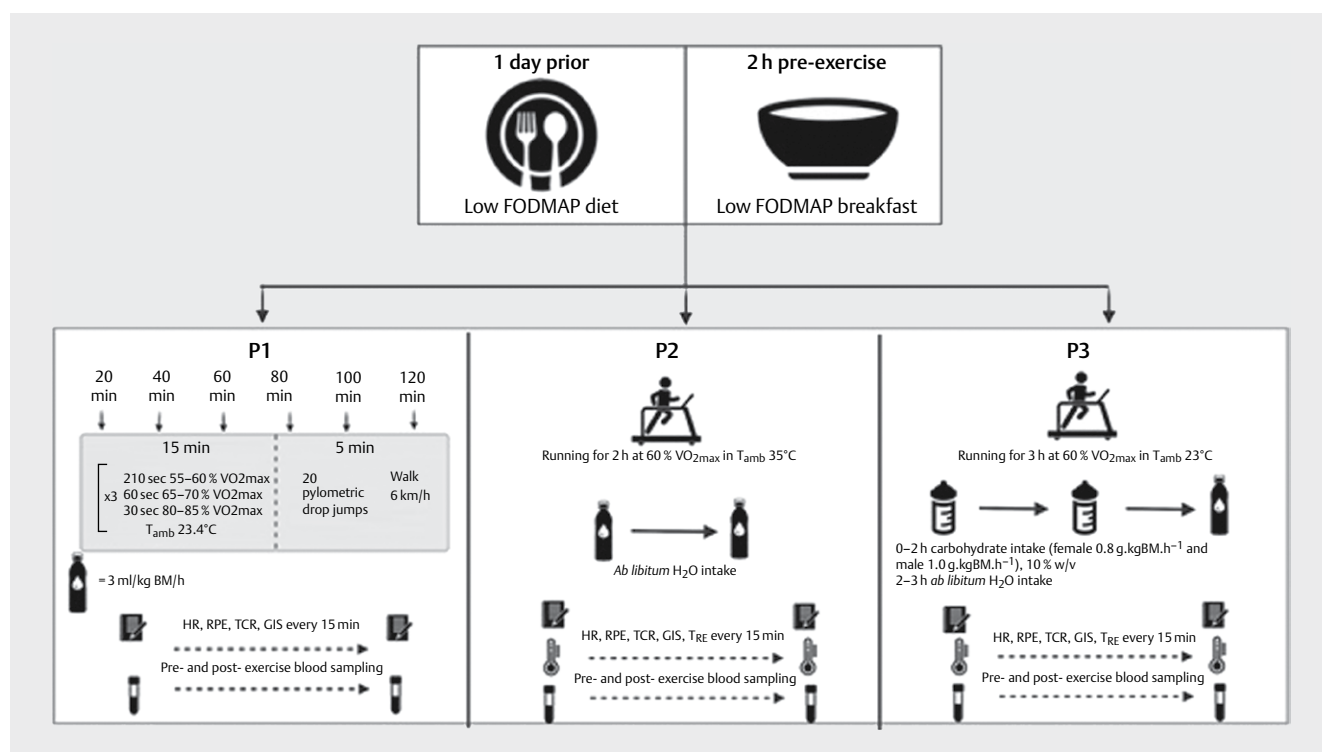 1 day prior
Low FODMAP diet
2 h pre-exercise
Low FODMAP breakfast
P1
20 min
40 min
60 min
80 min
100 min
120 min
15 min
x3
210 sec 55–60 % VO2max
60 sec 65–70 % VO2max
30 sec 80–85 % VO2max
Tamb 23.4°C
5 min
20
pylometric
drop jumps
Walk
6 km/h
= 3 ml/kg BM/h
HR, RPE, TCR, GIS every 15 min
Pre- and post- exercise blood sampling
P2
Running for 2 h at 60 % VO2max in Tamb 35°C
Ab libitum H2O intake
HR, RPE, TCR, GIS, TRE every 15 min
Pre- and post- exercise blood sampling
P3
Running for 3 h at 60 % VO2max in Tamb 23°C
0–2 h carbohydrate intake (female 0.8 g.kgBM.h−1 and
male 1.0 g.kgBM.h−1), 10 % w/v
2–3 h ab libitum H2O intake
HR, RPE, TCR, GIS, TRE every 15 min
Pre- and post- exercise blood sampling